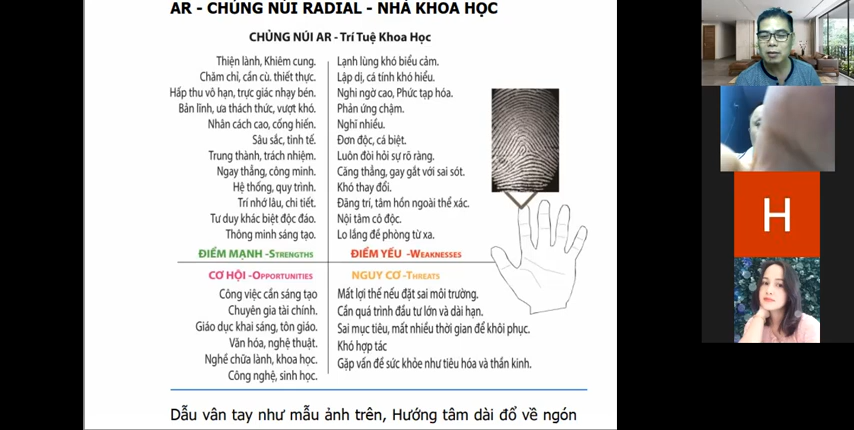 AR - CHỦNG NÚI RADIAL - NHÀ KHOA HỌC
CHỦNG NÚI AR - Trí Tuệ Khoa Học
Thiện lành, Khiêm cung.
Chăm chỉ, cần cù. thiết thực.
Hấp thu vô hạn, trực giác nhạy bén.
Bản lĩnh, ưa thách thức, vượt khó.
Nhân cách cao, cống hiến.
Sâu sắc, tinh tế.
Trung thành, trách nhiệm.
Ngay thẳng, công minh.
Hệ thống, quy trình.
Trí nhớ lâu, chi tiết.
Tư duy khác biệt độc đáo.
Thông minh sáng tạo.
ĐIỂM MẠNH -STRENGTHS
Lạnh lùng khó biểu cảm.
Lập dị, cá tính khó hiểu.
Nghi ngờ cao, Phức tạp hóa.
Phản ứng chậm.
Nghĩ nhiều.
Đơn độc, cá biệt.
Luôn đòi hỏi sự rõ ràng.
Căng thẳng, gay gắt với sai sót.
Khó thay đổi.
Đãng trí, tâm hồn ngoài thể xác.
Nội tâm cô độc.
Lo lắng đề phòng từ xa.
ĐIỂM YẾU -WEAKNESSES
CƠ HỘI -OPPORTUNITIES
Công việc cần sáng tạo
Chuyên gia tài chính.
Giáo dục khai sáng, tôn giáo.
Văn hóa, nghệ thuật.
Nghề chữa lành, khoa học.
Công nghệ, sinh học.
NGUY CƠ -THREATS
Mất lợi thế nếu đặt sai môi trường.
Cần quá trình đầu tư lớn và dài hạn.
Sai mục tiêu, mất nhiều thời gian để khôi phục.
Khó hợp tác
Gặp vấn đề sức khỏe như tiêu hóa và thần kinh.
Dẫu vân tay như mẫu ảnh trên, Hướng tâm dài đổ về ngón
H